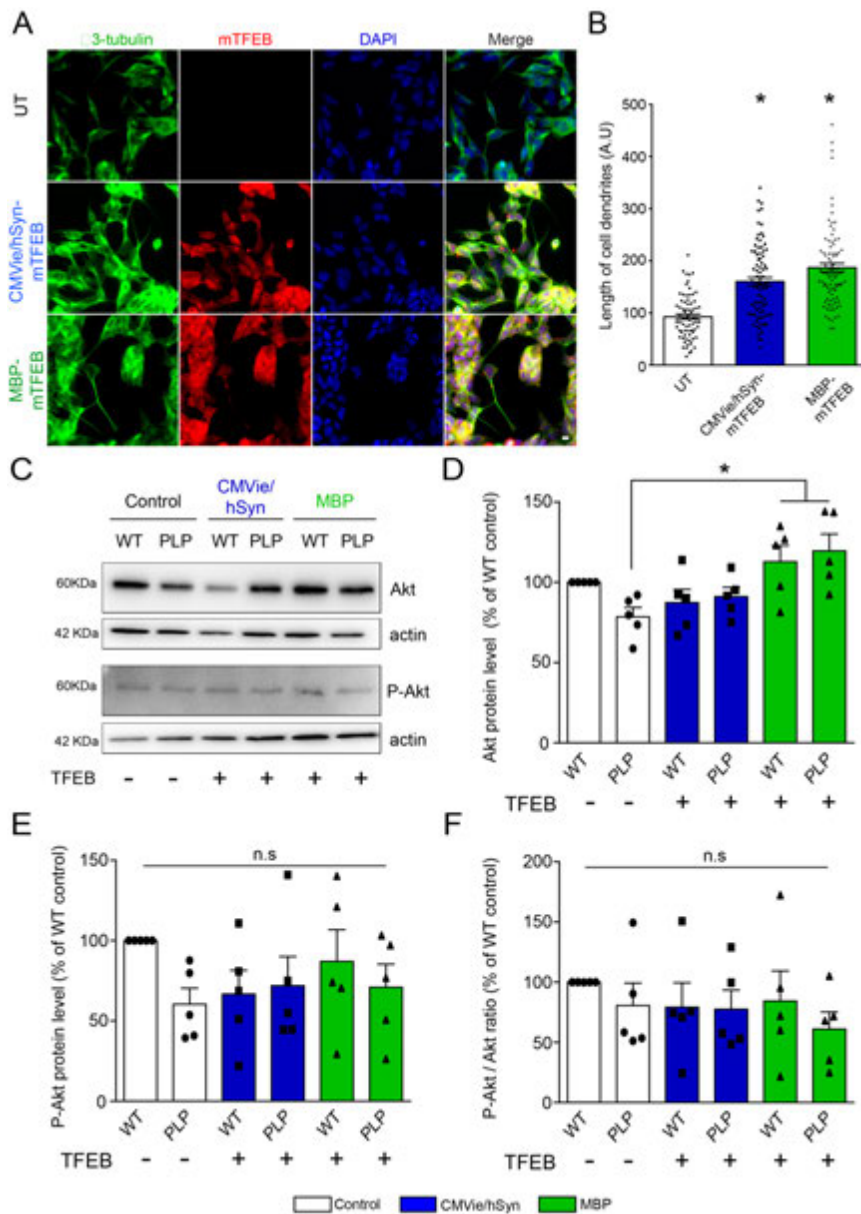 A
□3-tubulin mTFEB DAPI Merge
UT
CMVie/hSyn-
mTFEB
MBP-
mTFEB
B
Length of cell dendrites (A.U)
500
400
300
200
100
0
* *
UT
CMVie/hSyn-
mTFEB
MBP-
mTFEB
C
Control CMVie/
hSyn MBP
WT PLP WT PLP WT PLP
60KDa Akt
42 KDa actin
60KDa P-Akt
42 KDa actin
TFEB - - + + + +
D
Akt protein level (% of WT control)
150
100
50
0
*
WT PLP WT PLP WT PLP
TFEB - - + + + +
E
P-Akt protein level (% of WT control)
150
100
50
0
n.s
WT PLP WT PLP WT PLP
TFEB - - + + + +
F
P-Akt / Akt ratio (% of WT control)
200
150
100
50
0
n.s
WT PLP WT PLP WT PLP
TFEB - - + + + +
Control CMVie/hSyn MBP